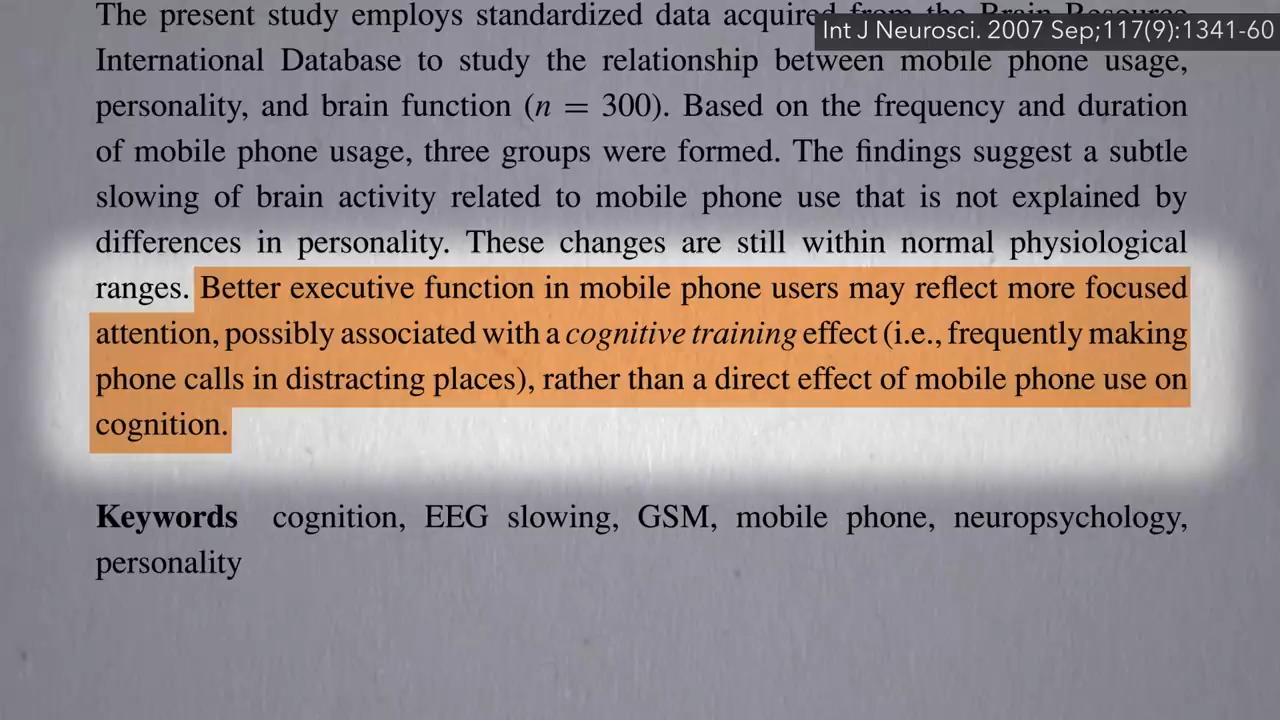 The present study employs standardized data acquired from the Brain Resource
Int J Neurosci. 2007 Sep;117(9):1341-60
International Database to study the relationship between mobile phone usage,
personality, and brain function (n = 300). Based on the frequency and duration
of mobile phone usage, three groups were formed. The findings suggest a subtle
slowing of brain activity related to mobile phone use that is not explained by
differences in personality. These changes are still within normal physiological
ranges. Better executive function in mobile phone users may reflect more focused
attention, possibly associated with a cognitive training effect (i.e., frequently making
phone calls in distracting places), rather than a direct effect of mobile phone use on
cognition.
Keywords cognition, EEG slowing, GSM, mobile phone, neuropsychology,
personality